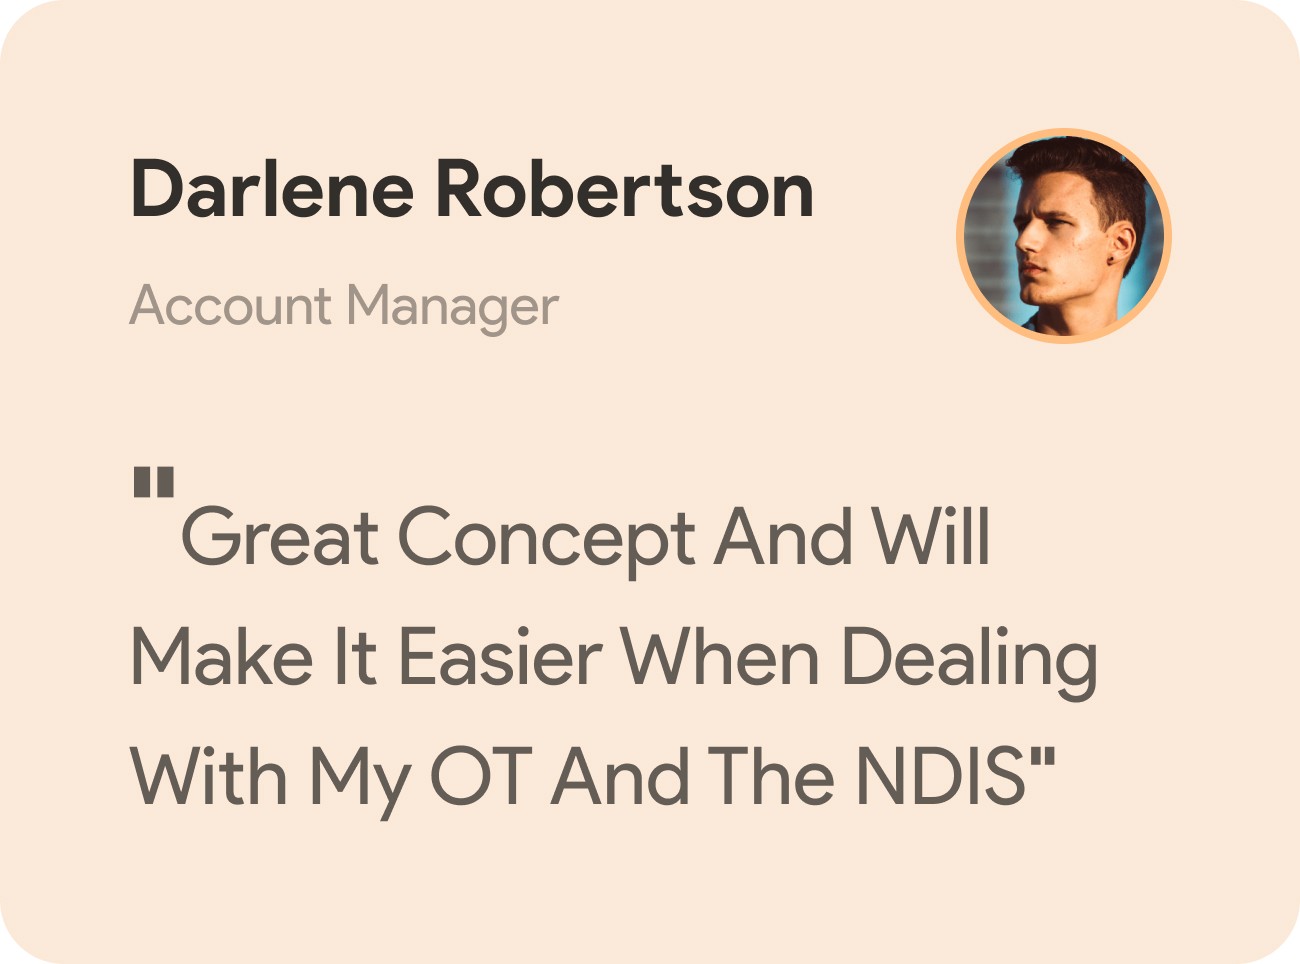 Darlene Robertson
Account Manager
"Great Concept And Will
Make It Easier When Dealing
With My OT And The NDIS"